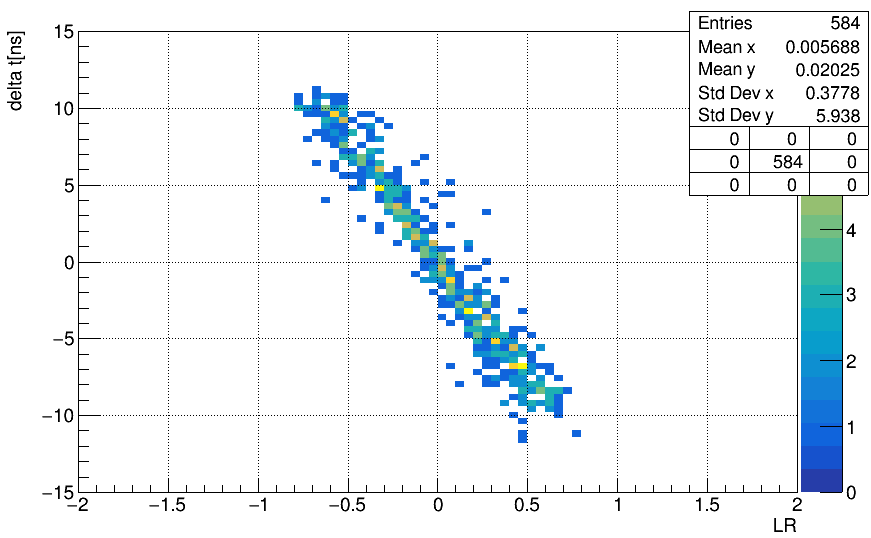 delta t[ns]
15
10
5
0
−5
−10
−15
−2
−1.5
−1
−0.5
0
0.5
1
1.5
2
LR
Entries 584
Mean x 0.005688
Mean y 0.02025
Std Dev x 0.3778
Std Dev y 5.938
0 0 0
0 584 0
0 0 0
4
3
2
1
0